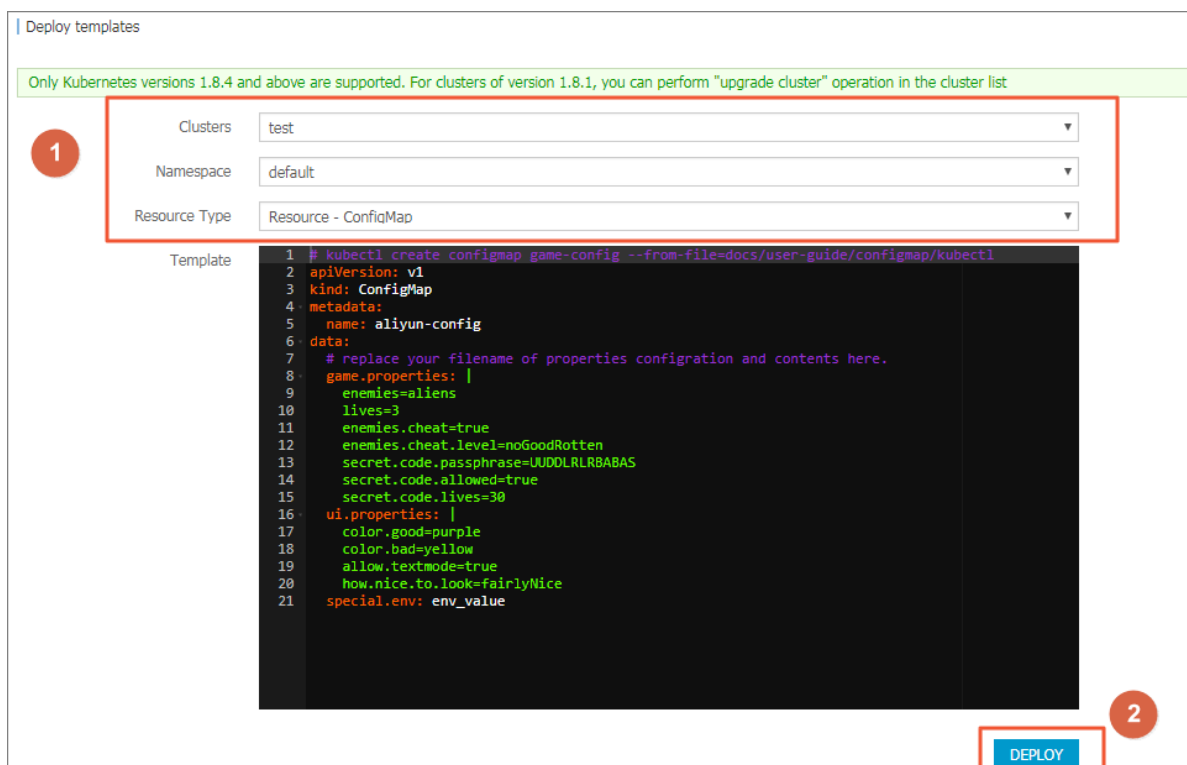 Deploy templates
Only Kubernetes versions 1.8.4 and above are supported. For clusters of version 1.8.1, you can perform "upgrade cluster" operation in the cluster list
1
Clusters test
Namespace default
Resource Type Resource - ConfigMap
Template
1 # kubectl create configmap game-config --from-file=docs/user-guide/configmap/kubectl
2 apiVersion: v1
3 kind: ConfigMap
4 metadata:
5   name: aliyun-config
6 data:
7   # replace your filename of properties configration and contents here.
8   game.properties: |
9     enemies=aliens
10     lives=3
11     enemies.cheat=true
12     enemies.cheat.level=noGoodRotten
13     secret.code.passphrase=UUDDLRLRBABAS
14     secret.code.allowed=true
15     secret.code.lives=30
16   ui.properties: |
17     color.good=purple
18     color.bad=yellow
19     allow.textmode=true
20     how.nice.to.look=fairlyNice
21   special.env: env_value
2
DEPLOY